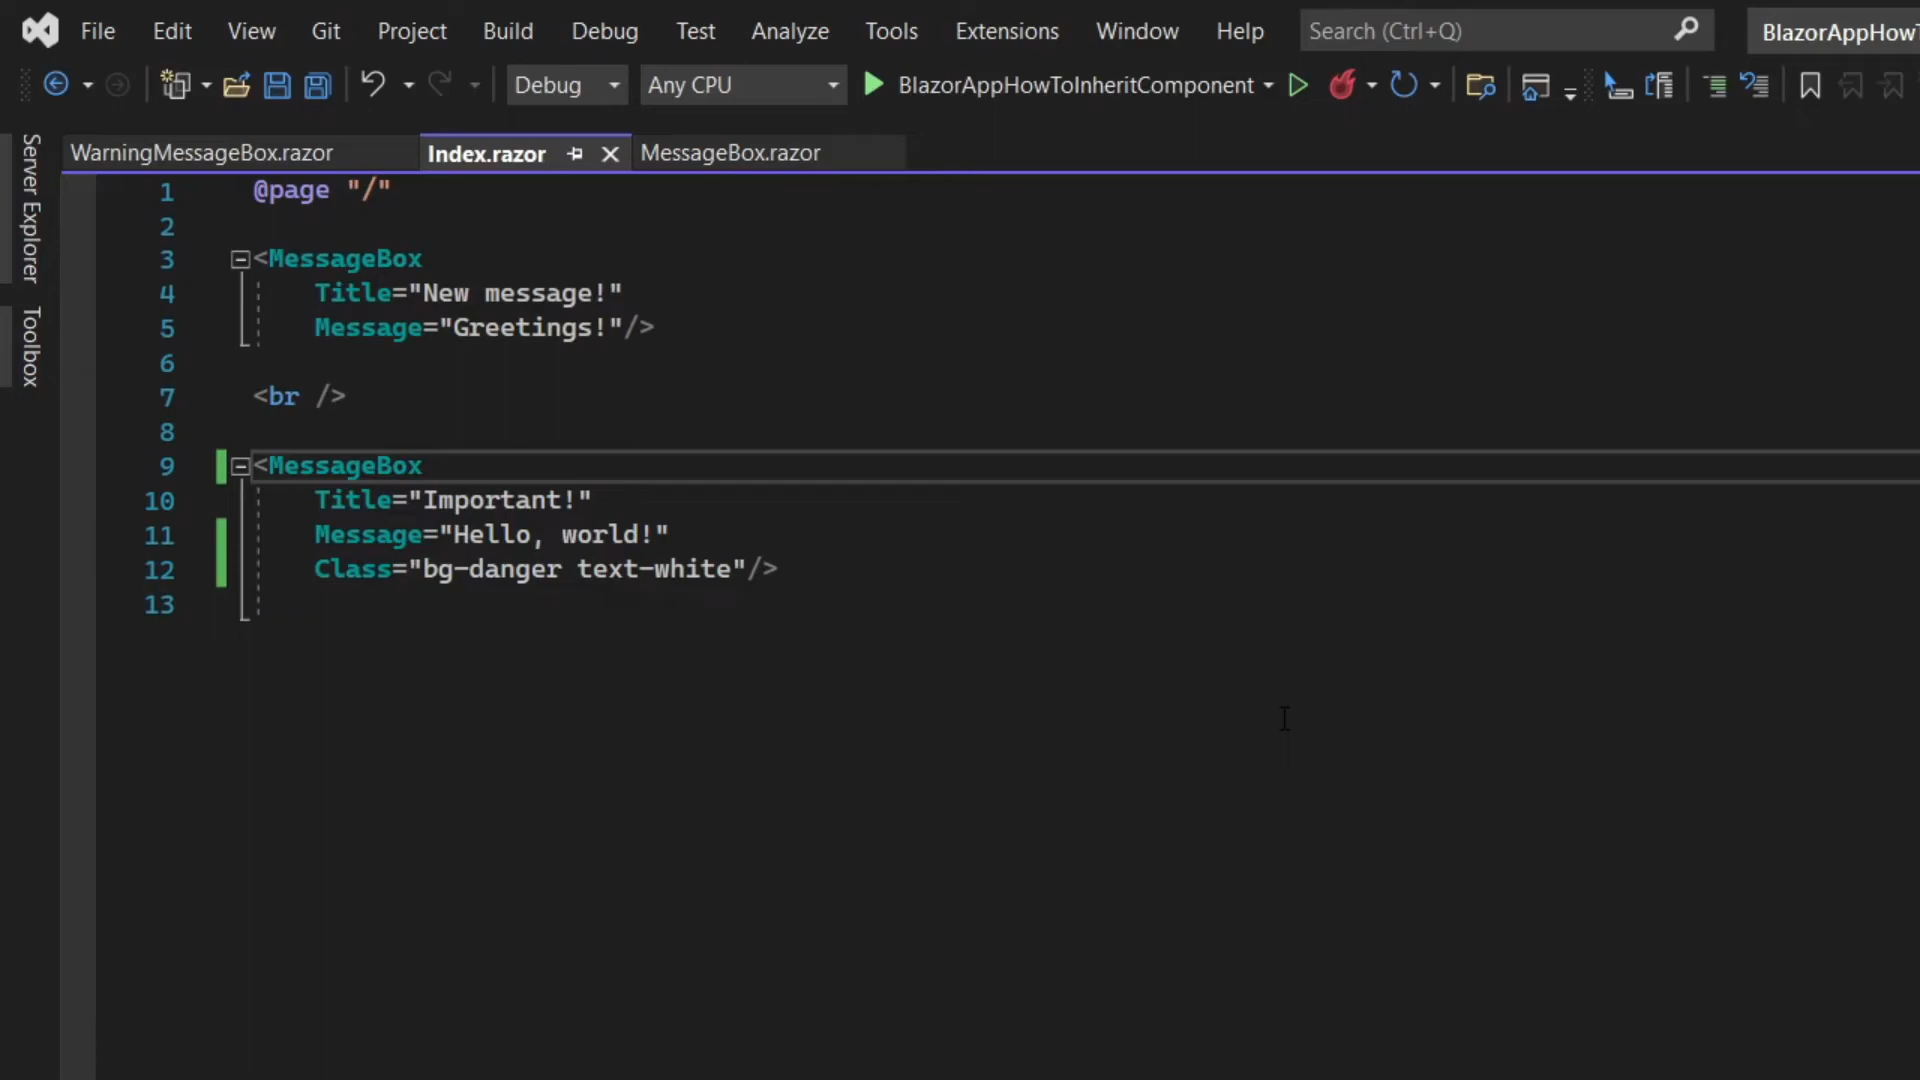 File Edit View Git Project Build Debug Test Analyze Tools Extensions Window Help Search (Ctrl+Q) BlazorAppHowT
Debug Any CPU BlazorAppHowToInheritComponent
Server Explorer
Toolbox
WarningMessageBox.razor Index.razor MessageBox.razor
1 @page "/"
2
3 <MessageBox
4 Title="New message!"
5 Message="Greetings!"/>
6
7 <br />
8
9 <MessageBox
10 Title="Important!"
11 Message="Hello, world!"
12 Class="bg-danger text-white"/>
13